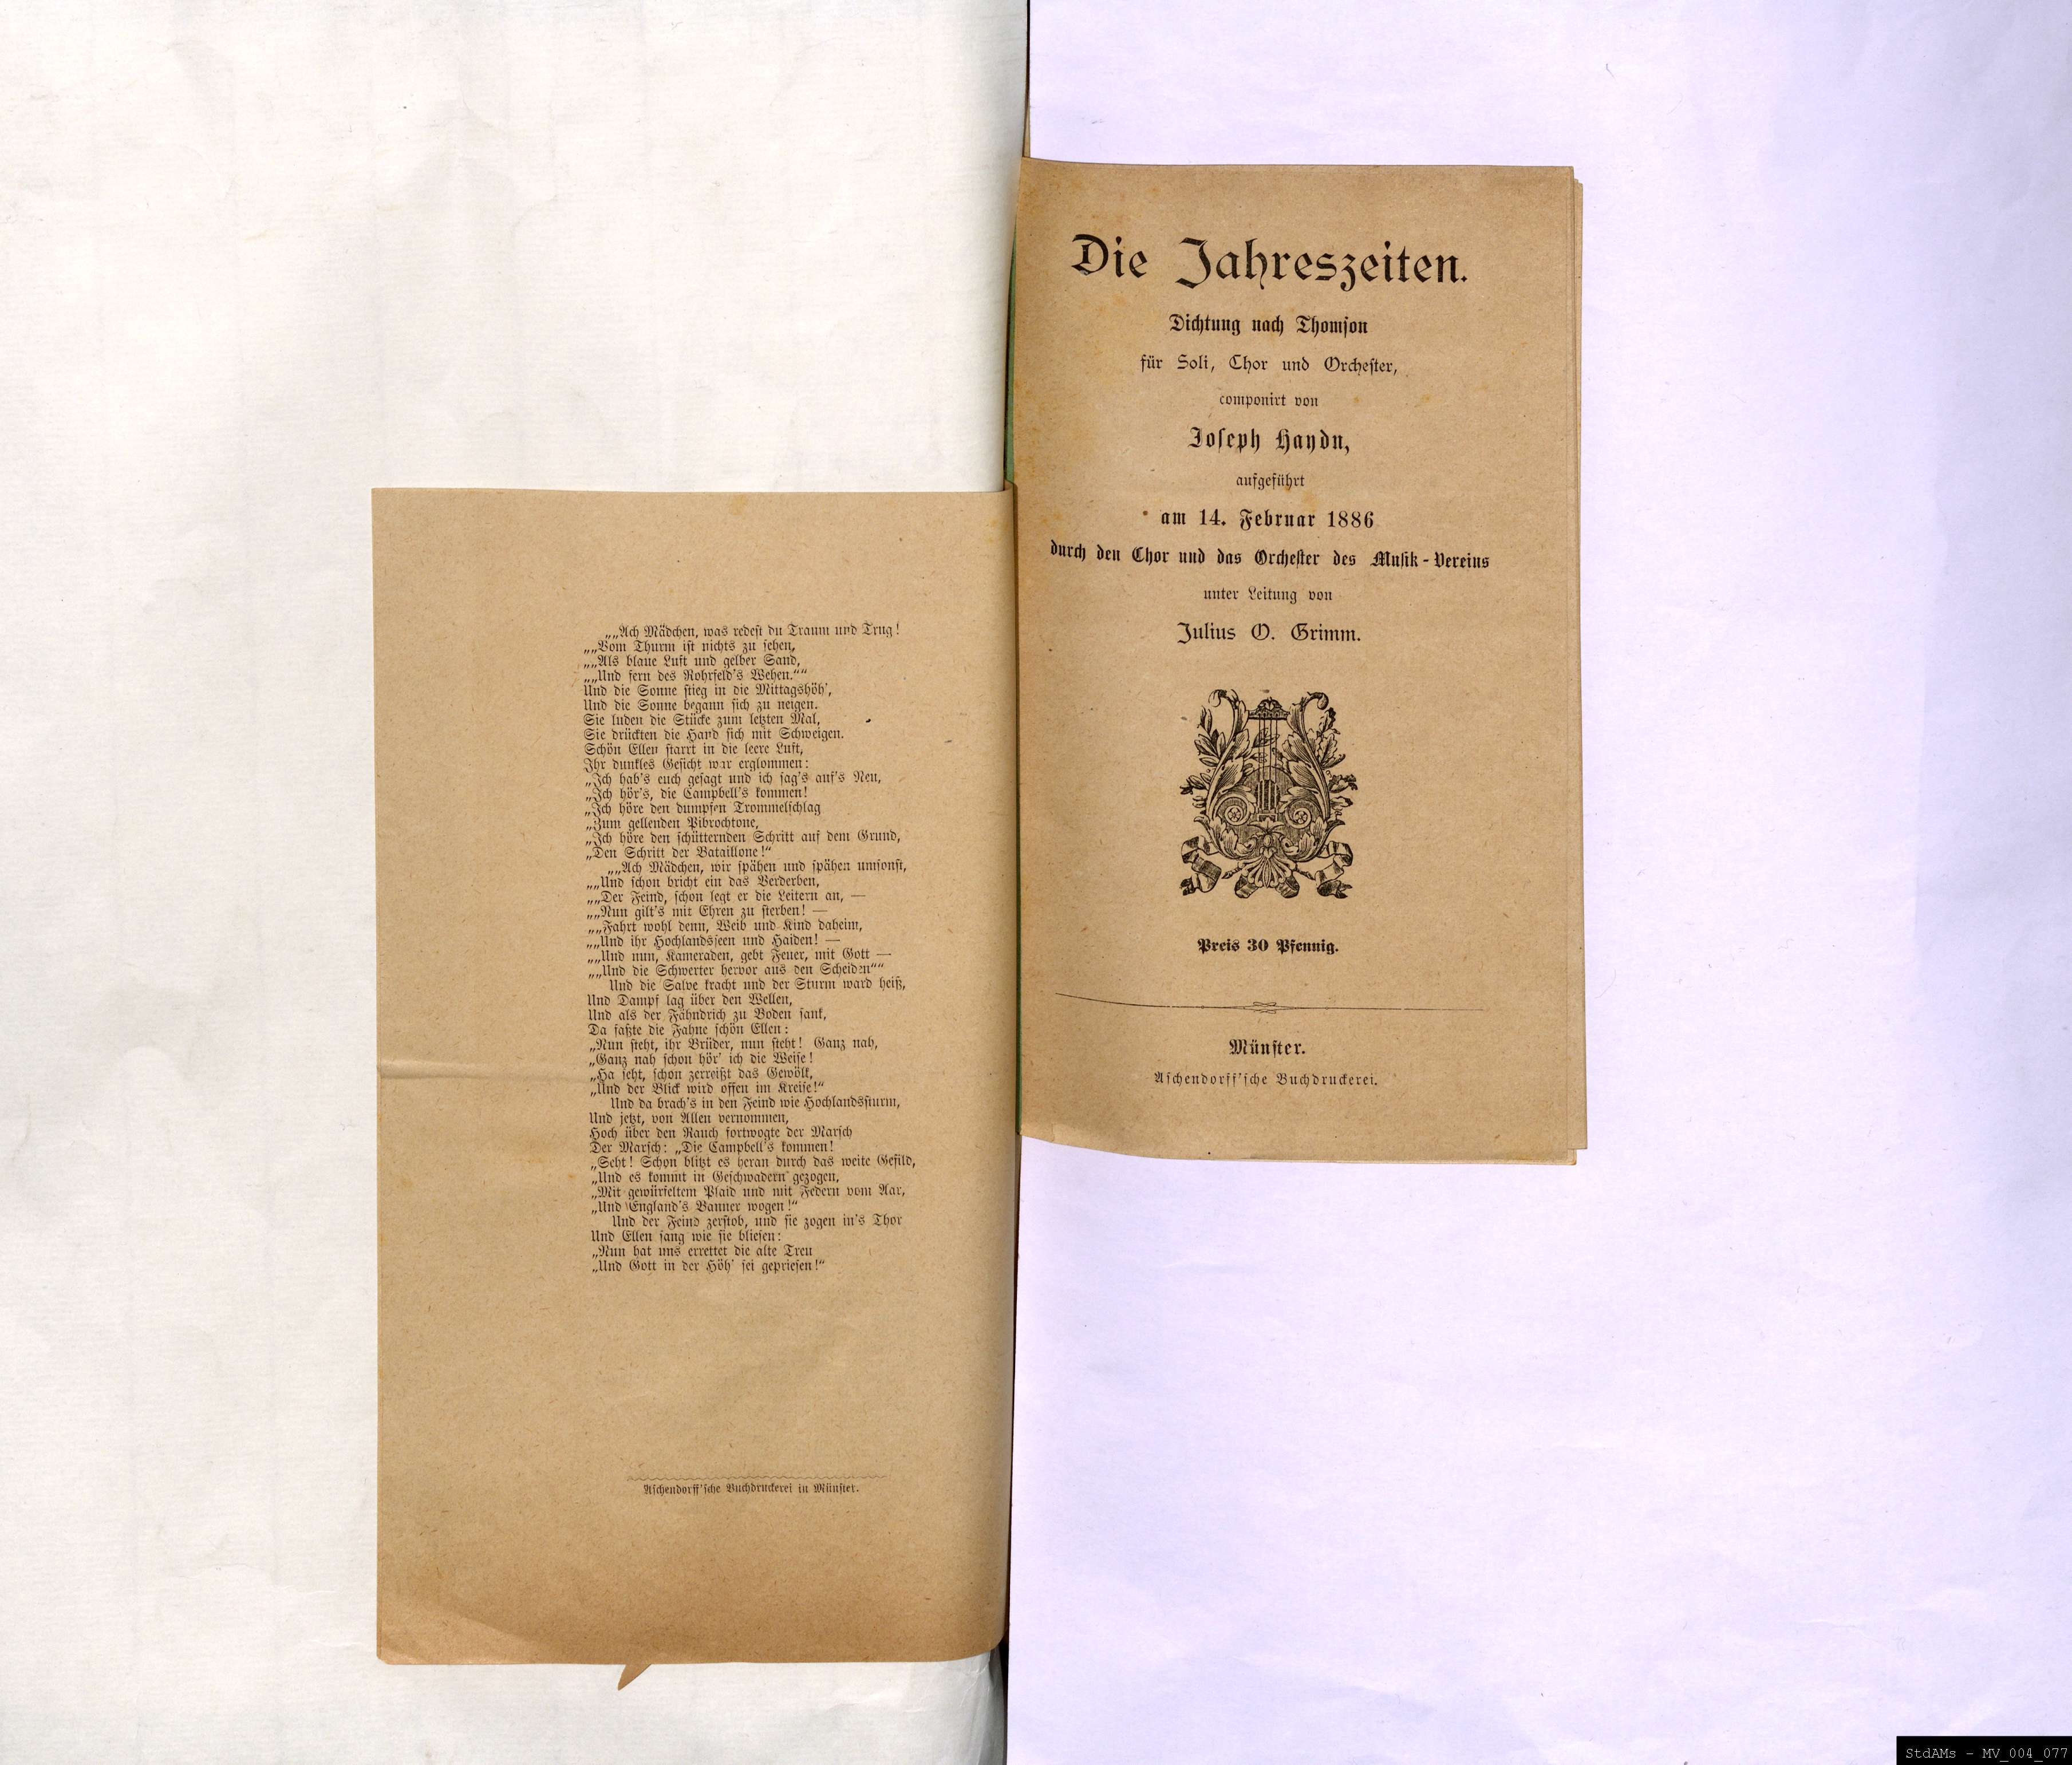 „„Ach Mädchen, was redest du Traum und Trug!
„„Vom Thurm ist nichts zu sehen,
„„Als blaue Luft und gelber Sand,
„„Und fern des Rohrfeld's Wehen.““
Und die Sonne stieg in die Mittagshöh',
Und die Sonne begann sich zu neigen.
Sie luden die Stücke zum letzten Mal,
Sie drückten die Hand sich mit Schweigen.
Schön Ellen starrt in die leere Luft,
Ihr dunkles Gesicht war erglommen:
„Ich hab's euch gesagt und ich sag's auf's Neu,
„Ich hör's, die Campbell's kommen!
„Ich höre den dumpfen Trommelschlag
„Zum gellenden Pibrochtone,
„Ich höre den schütternden Schritt auf dem Grund,
„Den Schritt der Bataillone!“
„„Ach Mädchen, wir spähen und spähen umsonst,
„„Und schon bricht ein das Verderben,
„„Der Feind, schon legt er die Leitern an, —
„„Nun gilt's mit Ehren zu sterben! —
„„Fahrt wohl denn, Weib und Kind daheim,
„„Und ihr Hochlandsseen und Haiden! —
„„Und nun, Kameraden, gebt Feuer, mit Gott —
„„Und die Schwerter hervor aus den Scheiden““
Und die Salve kracht und der Sturm ward heiß,
Und Dampf lag über den Wellen,
Und als der Fähndrich zu Boden sank,
Da faßte die Fahne schön Ellen:
„Nun steht, ihr Brüder, nun steht! Ganz nah,
„Ganz nah schon hör' ich die Weise!
„Ha seht, schon zerreißt das Gewölk,
„Und der Blick wird offen im Kreise!“
Und da brach's in den Feind wie Hochlandssturm,
Und jetzt, von Allen vernommen,
Hoch über den Rauch fortwogte der Marsch
Der Marsch: „Die Campbell's kommen!
„Seht! Schon blitzt es heran durch das weite Gefild,
„Und es kommt in Geschwadern gezogen,
„Mit gewürfeltem Plaid und mit Federn vom Aar,
„Und England's Banner wogen!“
Und der Feind zerstob, und sie zogen in's Thor
Und Ellen sang wie sie bliesen:
„Nun hat uns errettet die alte Treu
„Und Gott in der Höh' sei gepriesen!“
Aschendorff'sche Buchdruckerei in Münster.
Die Jahreszeiten.
Dichtung nach Thomson
für Soli, Chor und Orchester,
componirt von
Joseph Haydn,
aufgeführt
am 14. Februar 1886
durch den Chor und das Orchester des Musik-Vereins
unter Leitung von
Julius O. Grimm.
Preis 30 Pfennig.
Münster.
Aschendorff'sche Buchdruckerei.
StdAMs - MV_004_077